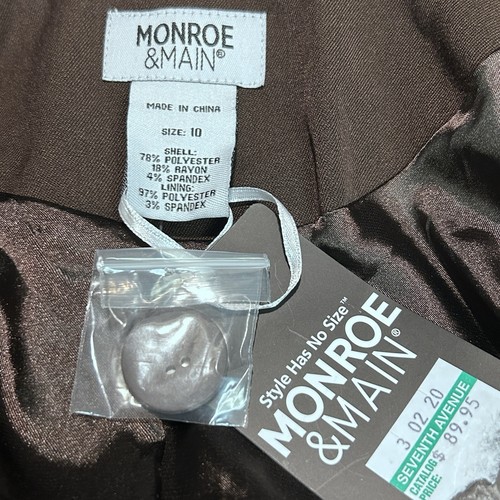 MONROE
&MAIN®
MADE IN CHINA
SIZE: 10
SHELL:
78% POLYESTER
18% RAYON
4% SPANDEX
LINING:
97% POLYESTER
3% SPANDEX
Style Has No Size™
MONROE
&MAIN®
3 02 20
SEVENTH AVENUE
CATALOG
PRICE:
$ 89.95